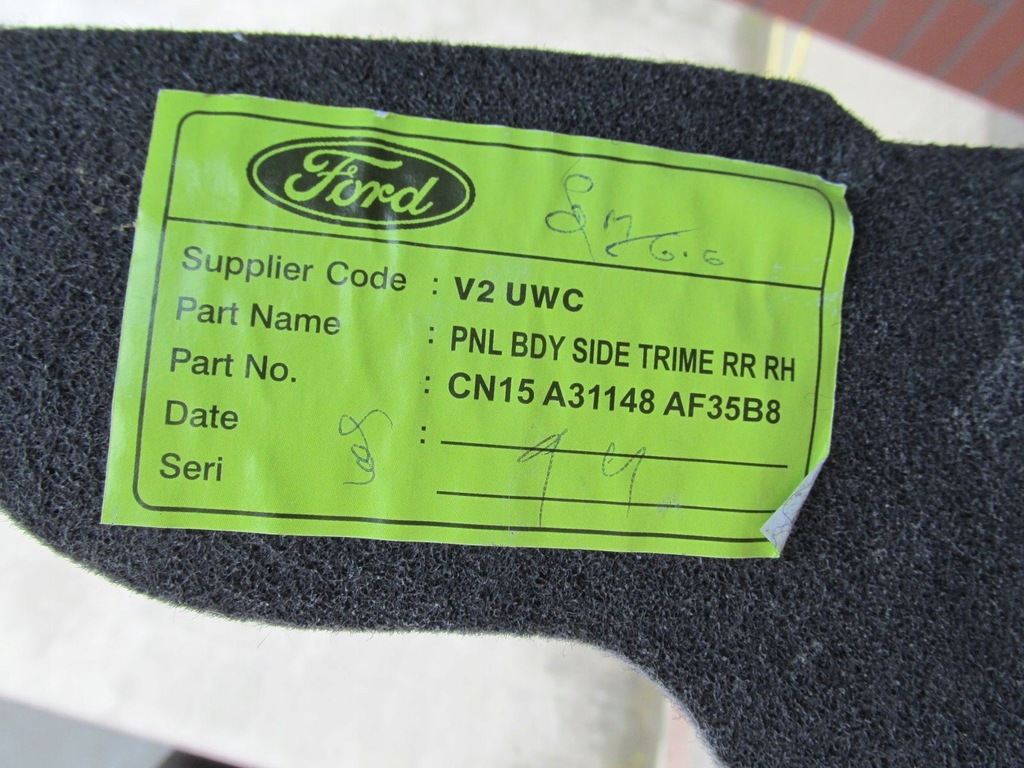 Ford
Supplier Code : V2 UWC
Part Name : PNL BDY SIDE TRIME RR RH
Part No. : CN15 A31148 AF35B8
Date :
Seri